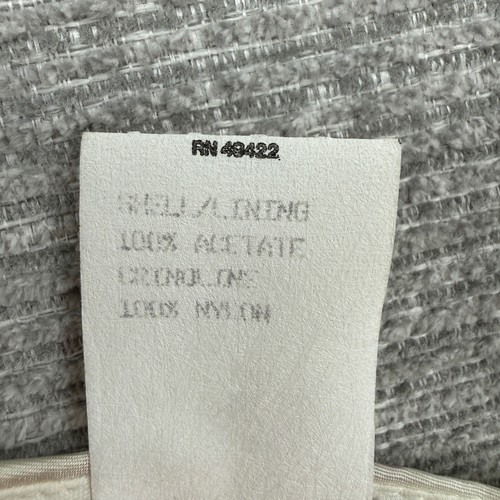 RN 49422
SHELL/LINING
100% ACETATE
CRINOLINE
100% NYLON